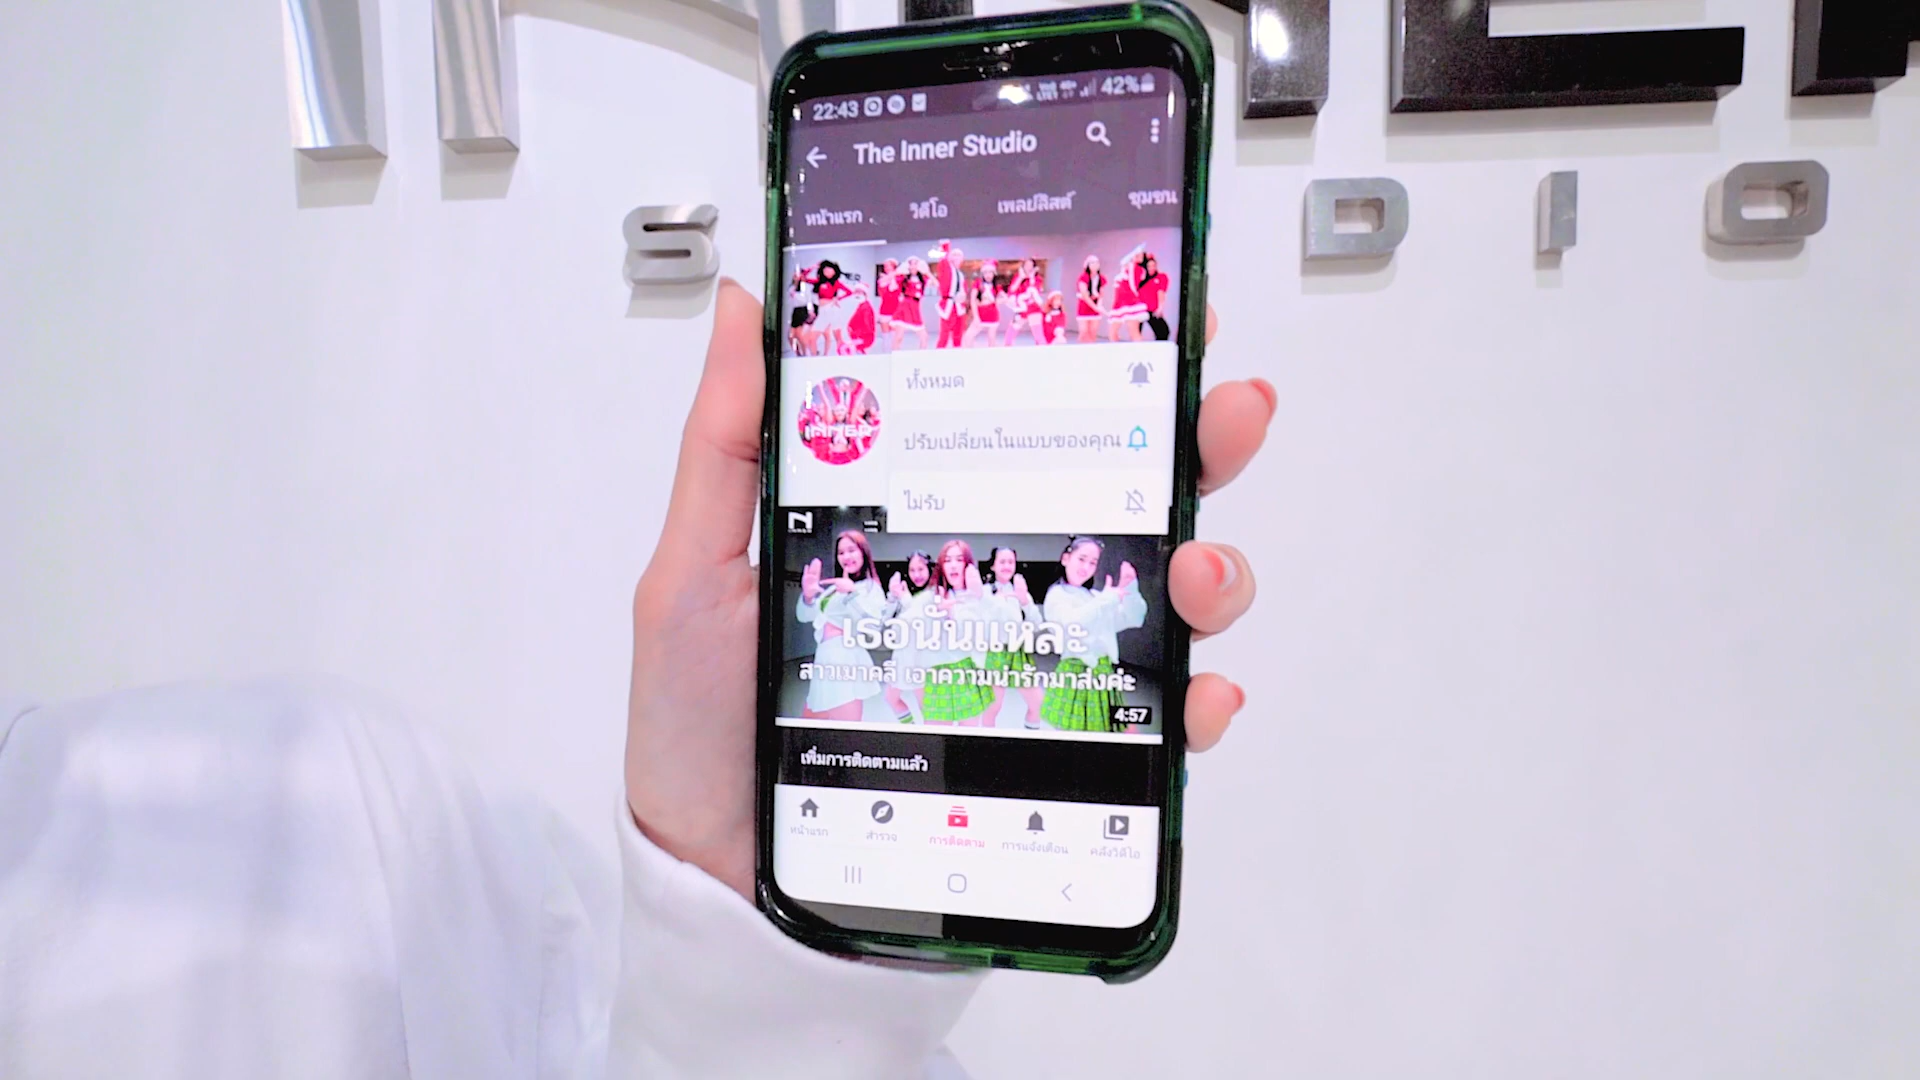 S
D I O
22:43
42%
The Inner Studio
หน้าแรก
วิดีโอ
เพลย์ลิสต์
ชุมชน
ทั้งหมด
ปรับเปลี่ยนในแบบของคุณ
ไม่รับ
INNER
เธอนั่นแหละ
สาวเมาคลี เอาความน่ารักมาส่งค่ะ
4:57
เพิ่มการติดตามแล้ว
หน้าแรก
สำรวจ
การติดตาม
การแจ้งเตือน
คลังวิดีโอ